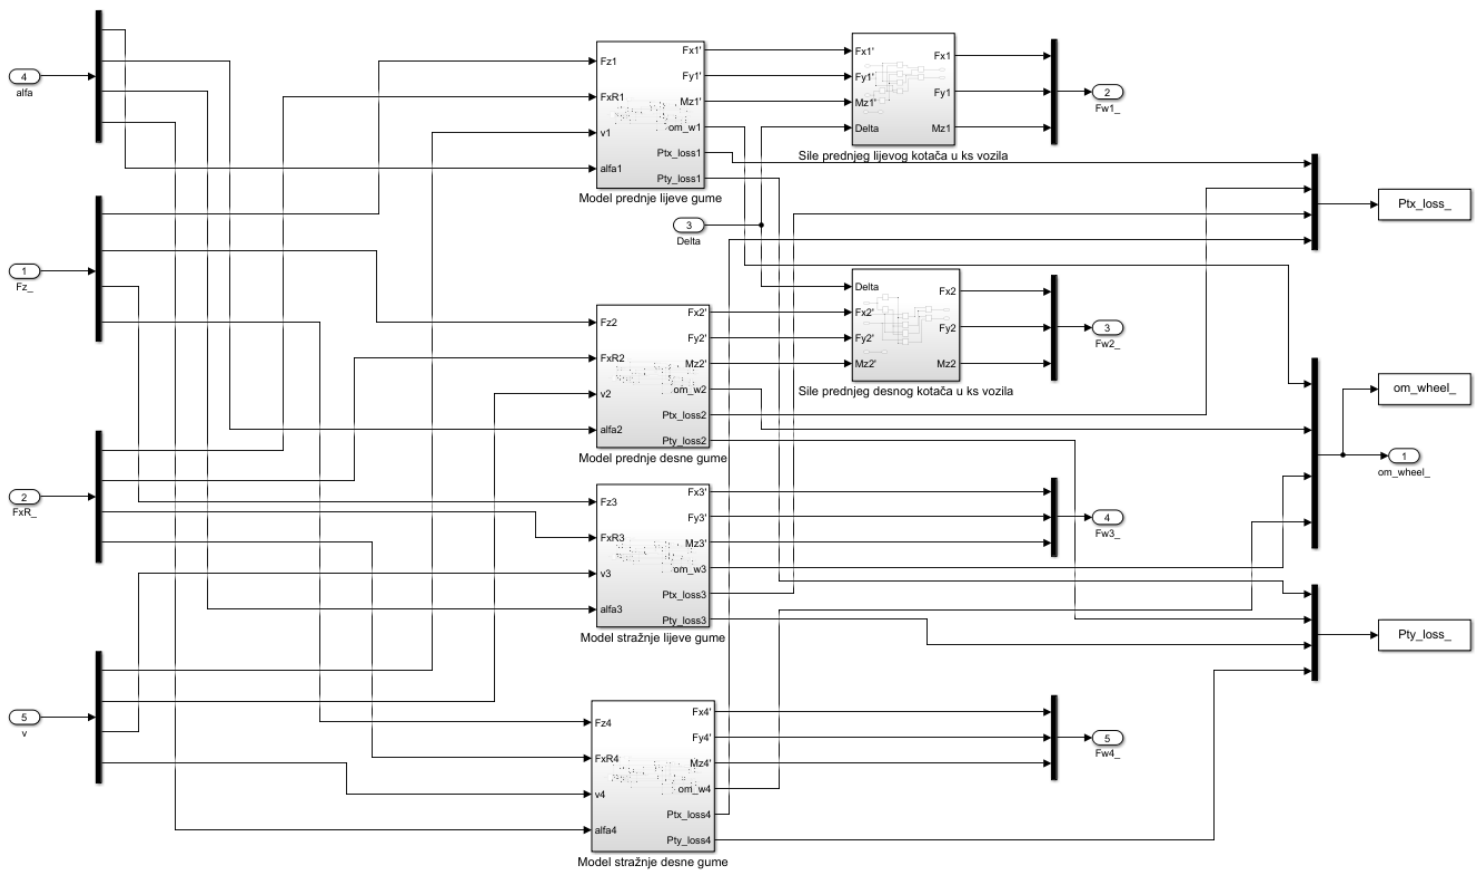 4
alfa
1
Fz_
2
FxR_
5
v
Fz1
FxR1
v1
alfa1
Fx1'
Fy1'
Mz1'
om_w1
Ptx_loss1
Pty_loss1
Model prednje lijeve gume
3
Delta
Fx1'
Fy1'
Mz1'
Delta
Fx1
Fy1
Mz1
Sile prednjeg lijevog kotača u ks vozila
2
Fw1_
Ptx_loss_
Fz2
FxR2
v2
alfa2
Fx2'
Fy2'
Mz2'
om_w2
Ptx_loss2
Pty_loss2
Model prednje desne gume
Delta
Fx2'
Fy2'
Mz2'
Fx2
Fy2
Mz2
Sile prednjeg desnog kotača u ks vozila
3
Fw2_
om_wheel_
1
om_wheel_
Fz3
FxR3
v3
alfa3
Fx3'
Fy3'
Mz3'
om_w3
Ptx_loss3
Pty_loss3
Model stražnje lijeve gume
4
Fw3_
Pty_loss_
Fz4
FxR4
v4
alfa4
Fx4'
Fy4'
Mz4'
om_w4
Ptx_loss4
Pty_loss4
Model stražnje desne gume
5
Fw4_